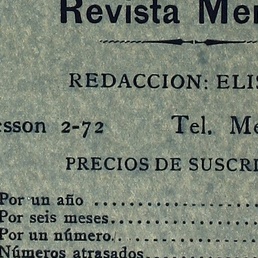 Revista Me
REDACCION: ELIS
esson 2-72 Tel. Me
PRECIOS DE SUSCRI
Por un año ........................
Por seis meses....................
Por un número.. ..................
Números atrasados................